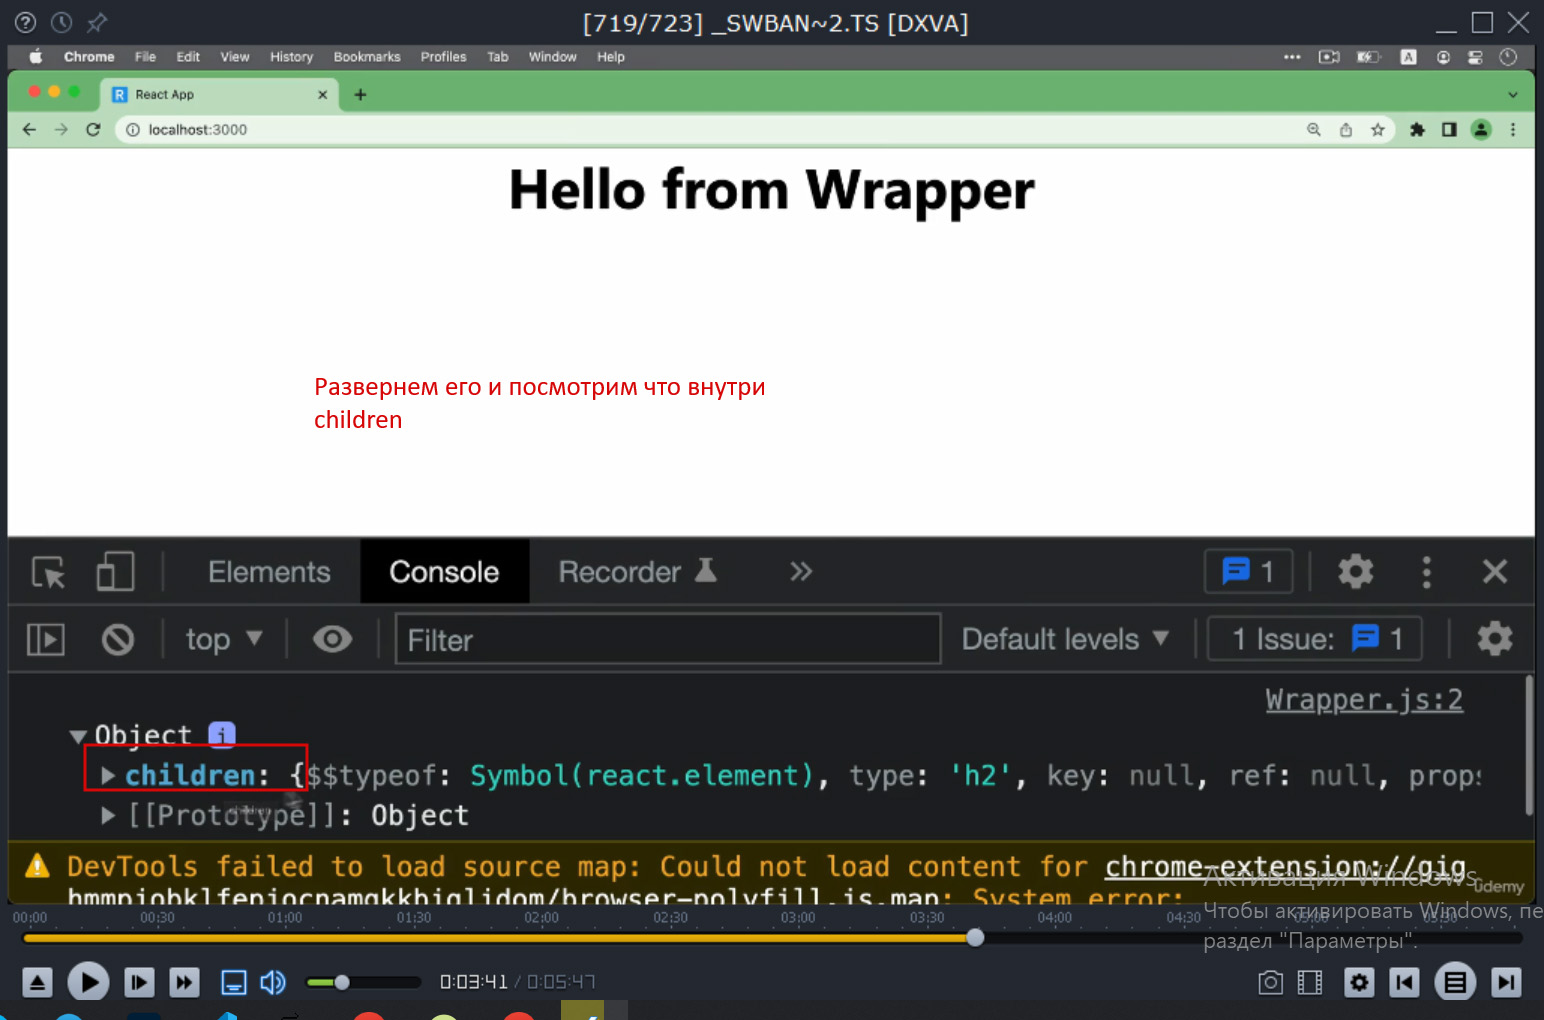 [719/723] _SWBAN~2.TS [DXVA]
Chrome File Edit View History Bookmarks Profiles Tab Window Help
React App
localhost:3000
Hello from Wrapper
Развернем его и посмотрим что внутри
children
Elements Console Recorder 1
top Filter Default levels 1 Issue: 1
Wrapper.js:2
Object i
children: {$$typeof: Symbol(react.element), type: 'h2', key: null, ref: null, props
children
[[Prototype]]: Object
DevTools failed to load source map: Could not load content for chrome-extension://gig
hmmpiobklfepjocnamgkkbiglidom/browser-polyfill.js.map: System error:
Активация Windows
ûdemy
00:00 00:30 01:00 01:30 02:00 02:30 03:00 03:30 04:00 04:30 05:00 05:30
Чтобы активировать Windows, пе
раздел "Параметры".
0:03:41 / 0:05:47